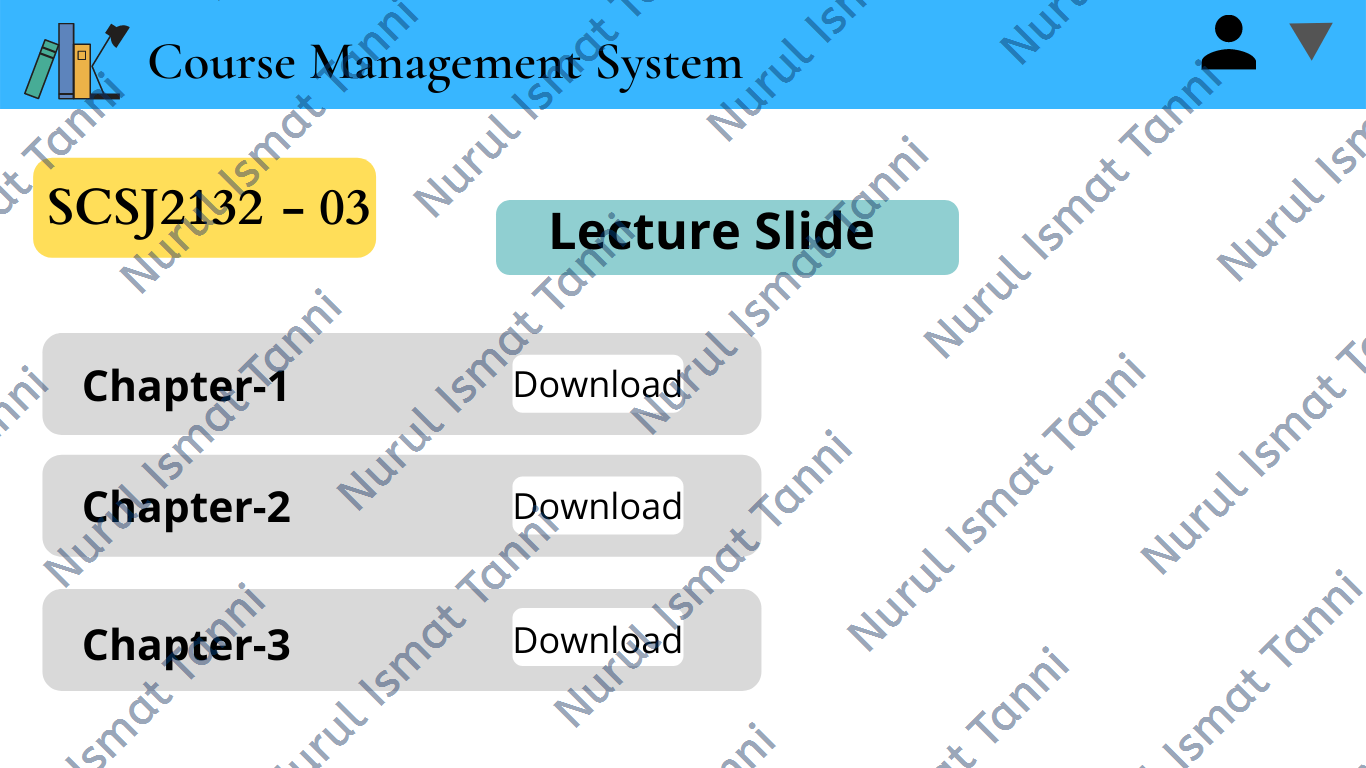 Course Management System
SCSJ2132 – 03
Lecture Slide
Chapter-1 Download
Chapter-2 Download
Chapter-3 Download
Nurul Ismat Tanni